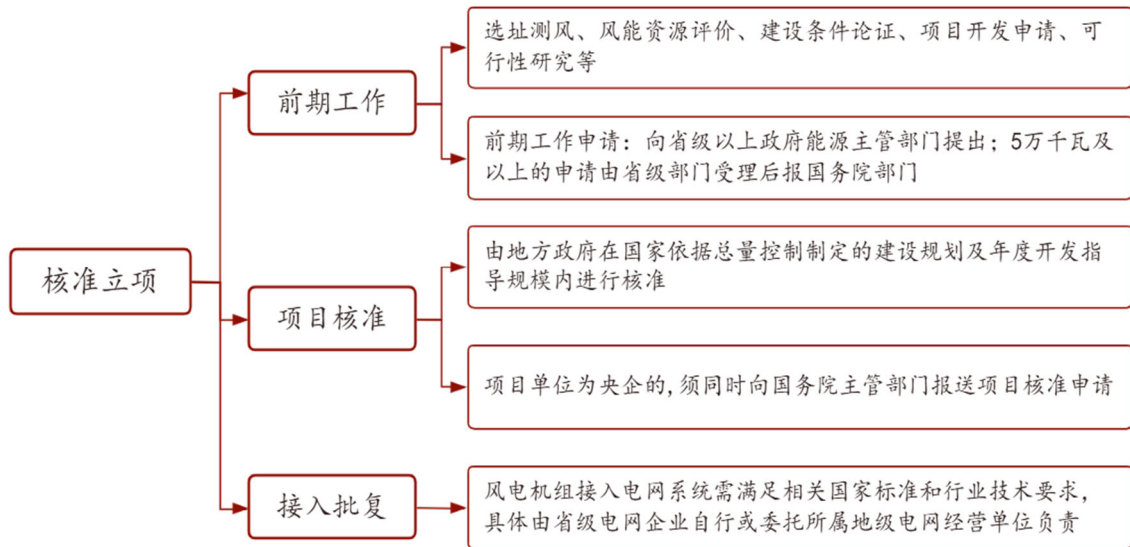 核准立项
前期工作
选址测风、风能资源评价、建设条件论证、项目开发申请、可
行性研究等
前期工作申请：向省级以上政府能源主管部门提出；5万千瓦及
以上的申请由省级部门受理后报国务院部门
项目核准
由地方政府在国家依据总量控制制定的建设规划及年度开发指
导规模内进行核准
项目单位为央企的,须同时向国务院主管部门报送项目核准申请
接入批复
风电机组接入电网系统需满足相关国家标准和行业技术要求，
具体由省级电网企业自行或委托所属地级电网经营单位负责